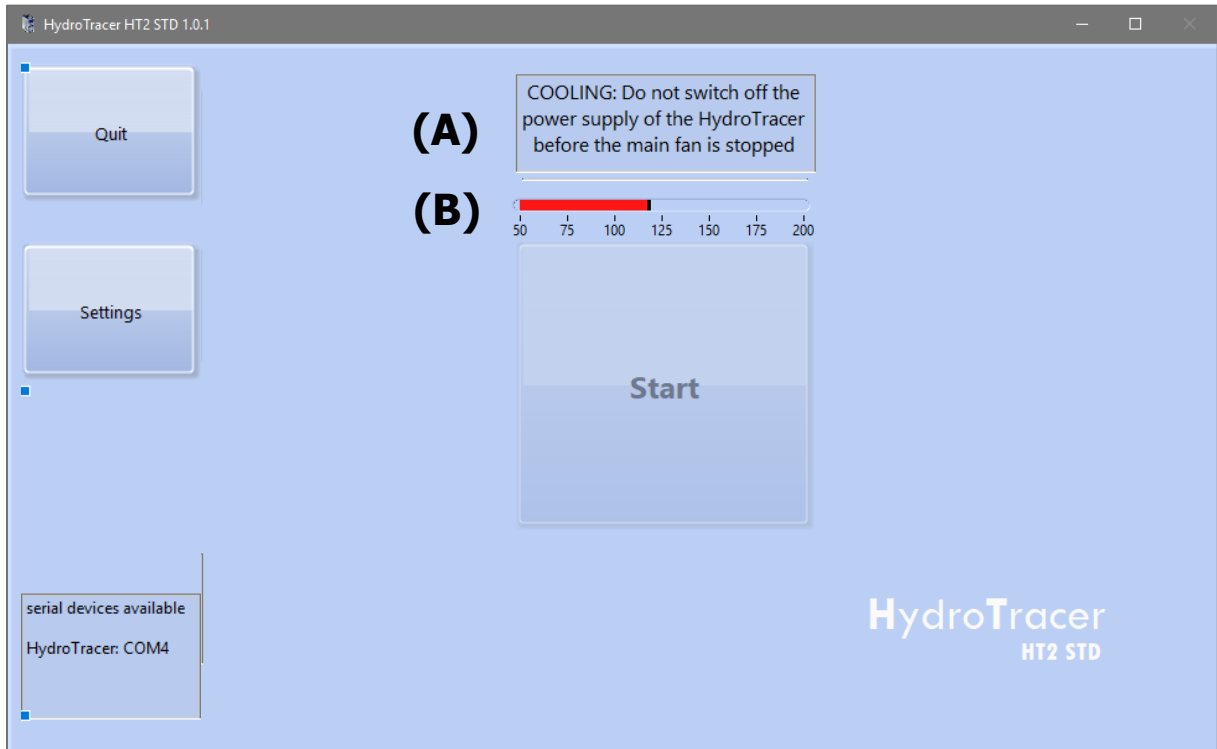 HydroTracer HT2 STD 1.0.1
Quit
(A)
COOLING: Do not switch off the
power supply of the HydroTracer
before the main fan is stopped
(B)
50 75 100 125 150 175 200
Settings
Start
serial devices available
HydroTracer: COM4
HydroTracer
HT2 STD